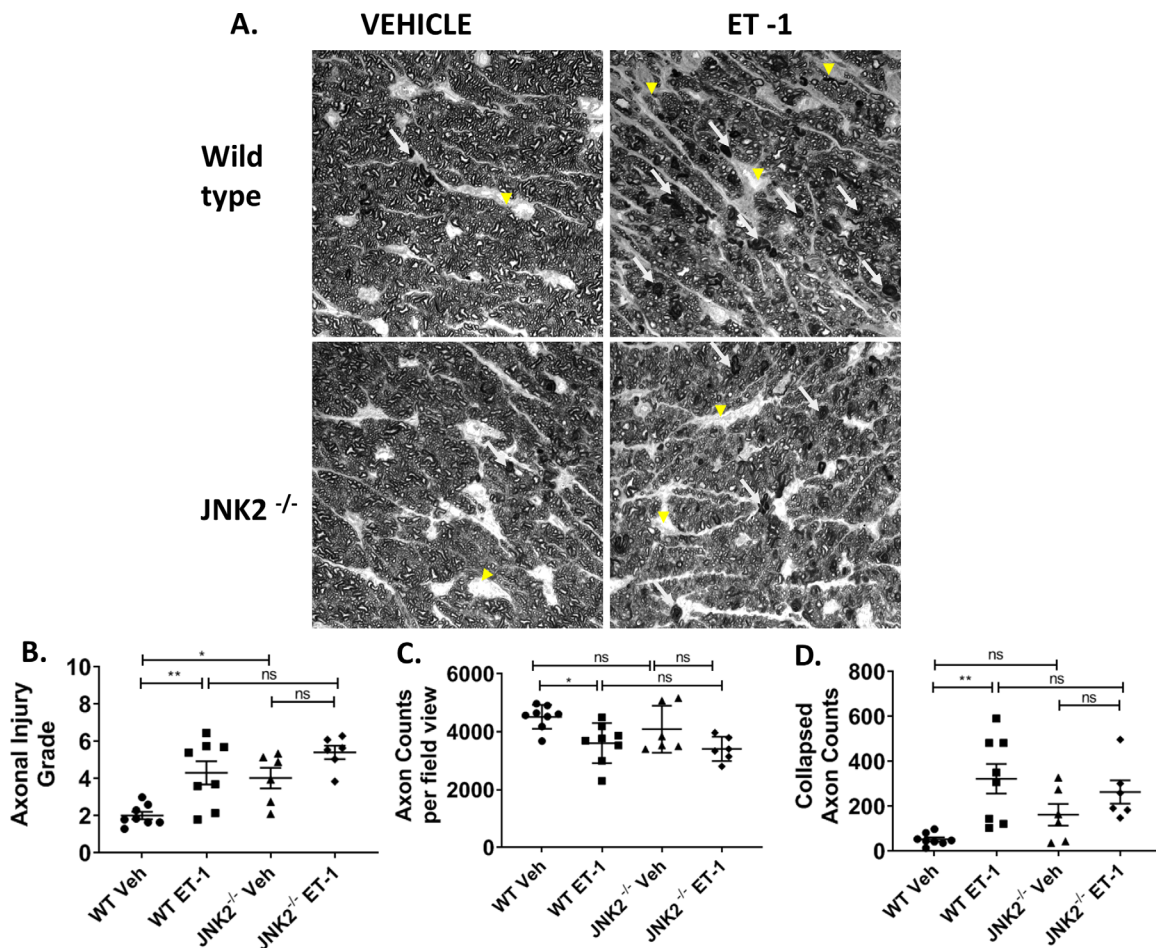 A. VEHICLE ET -1
Wild
type
JNK2 -/-
B.
Axonal Injury
Grade
10
8
6
4
2
0
*
**
ns
ns
WT Veh
WT ET-1
JNK2-/- Veh
JNK2-/- ET-1
C.
Axon Counts
per field view
6000
4000
2000
0
ns
ns
*
ns
WT Veh
WT ET-1
JNK2-/- Veh
JNK2-/- ET-1
D.
Collapsed
Axon Counts
800
600
400
200
0
ns
**
ns
ns
WT Veh
WT ET-1
JNK2-/- Veh
JNK2-/- ET-1